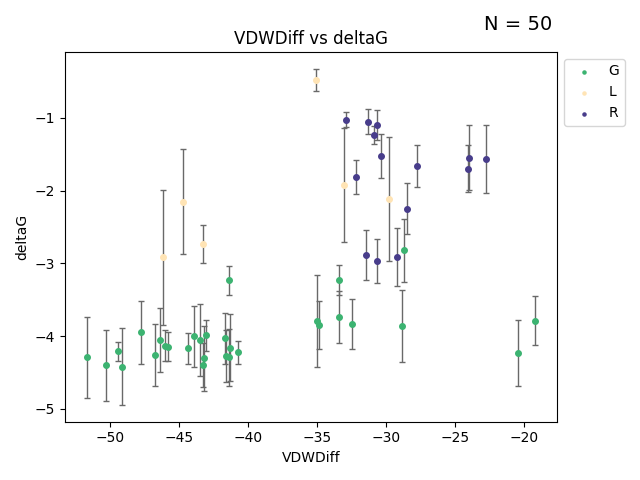 N = 50
VDWDiff vs deltaG
G
L
R
−1
−2
−3
−4
−5
deltaG
−50 −45 −40 −35 −30 −25 −20
VDWDiff